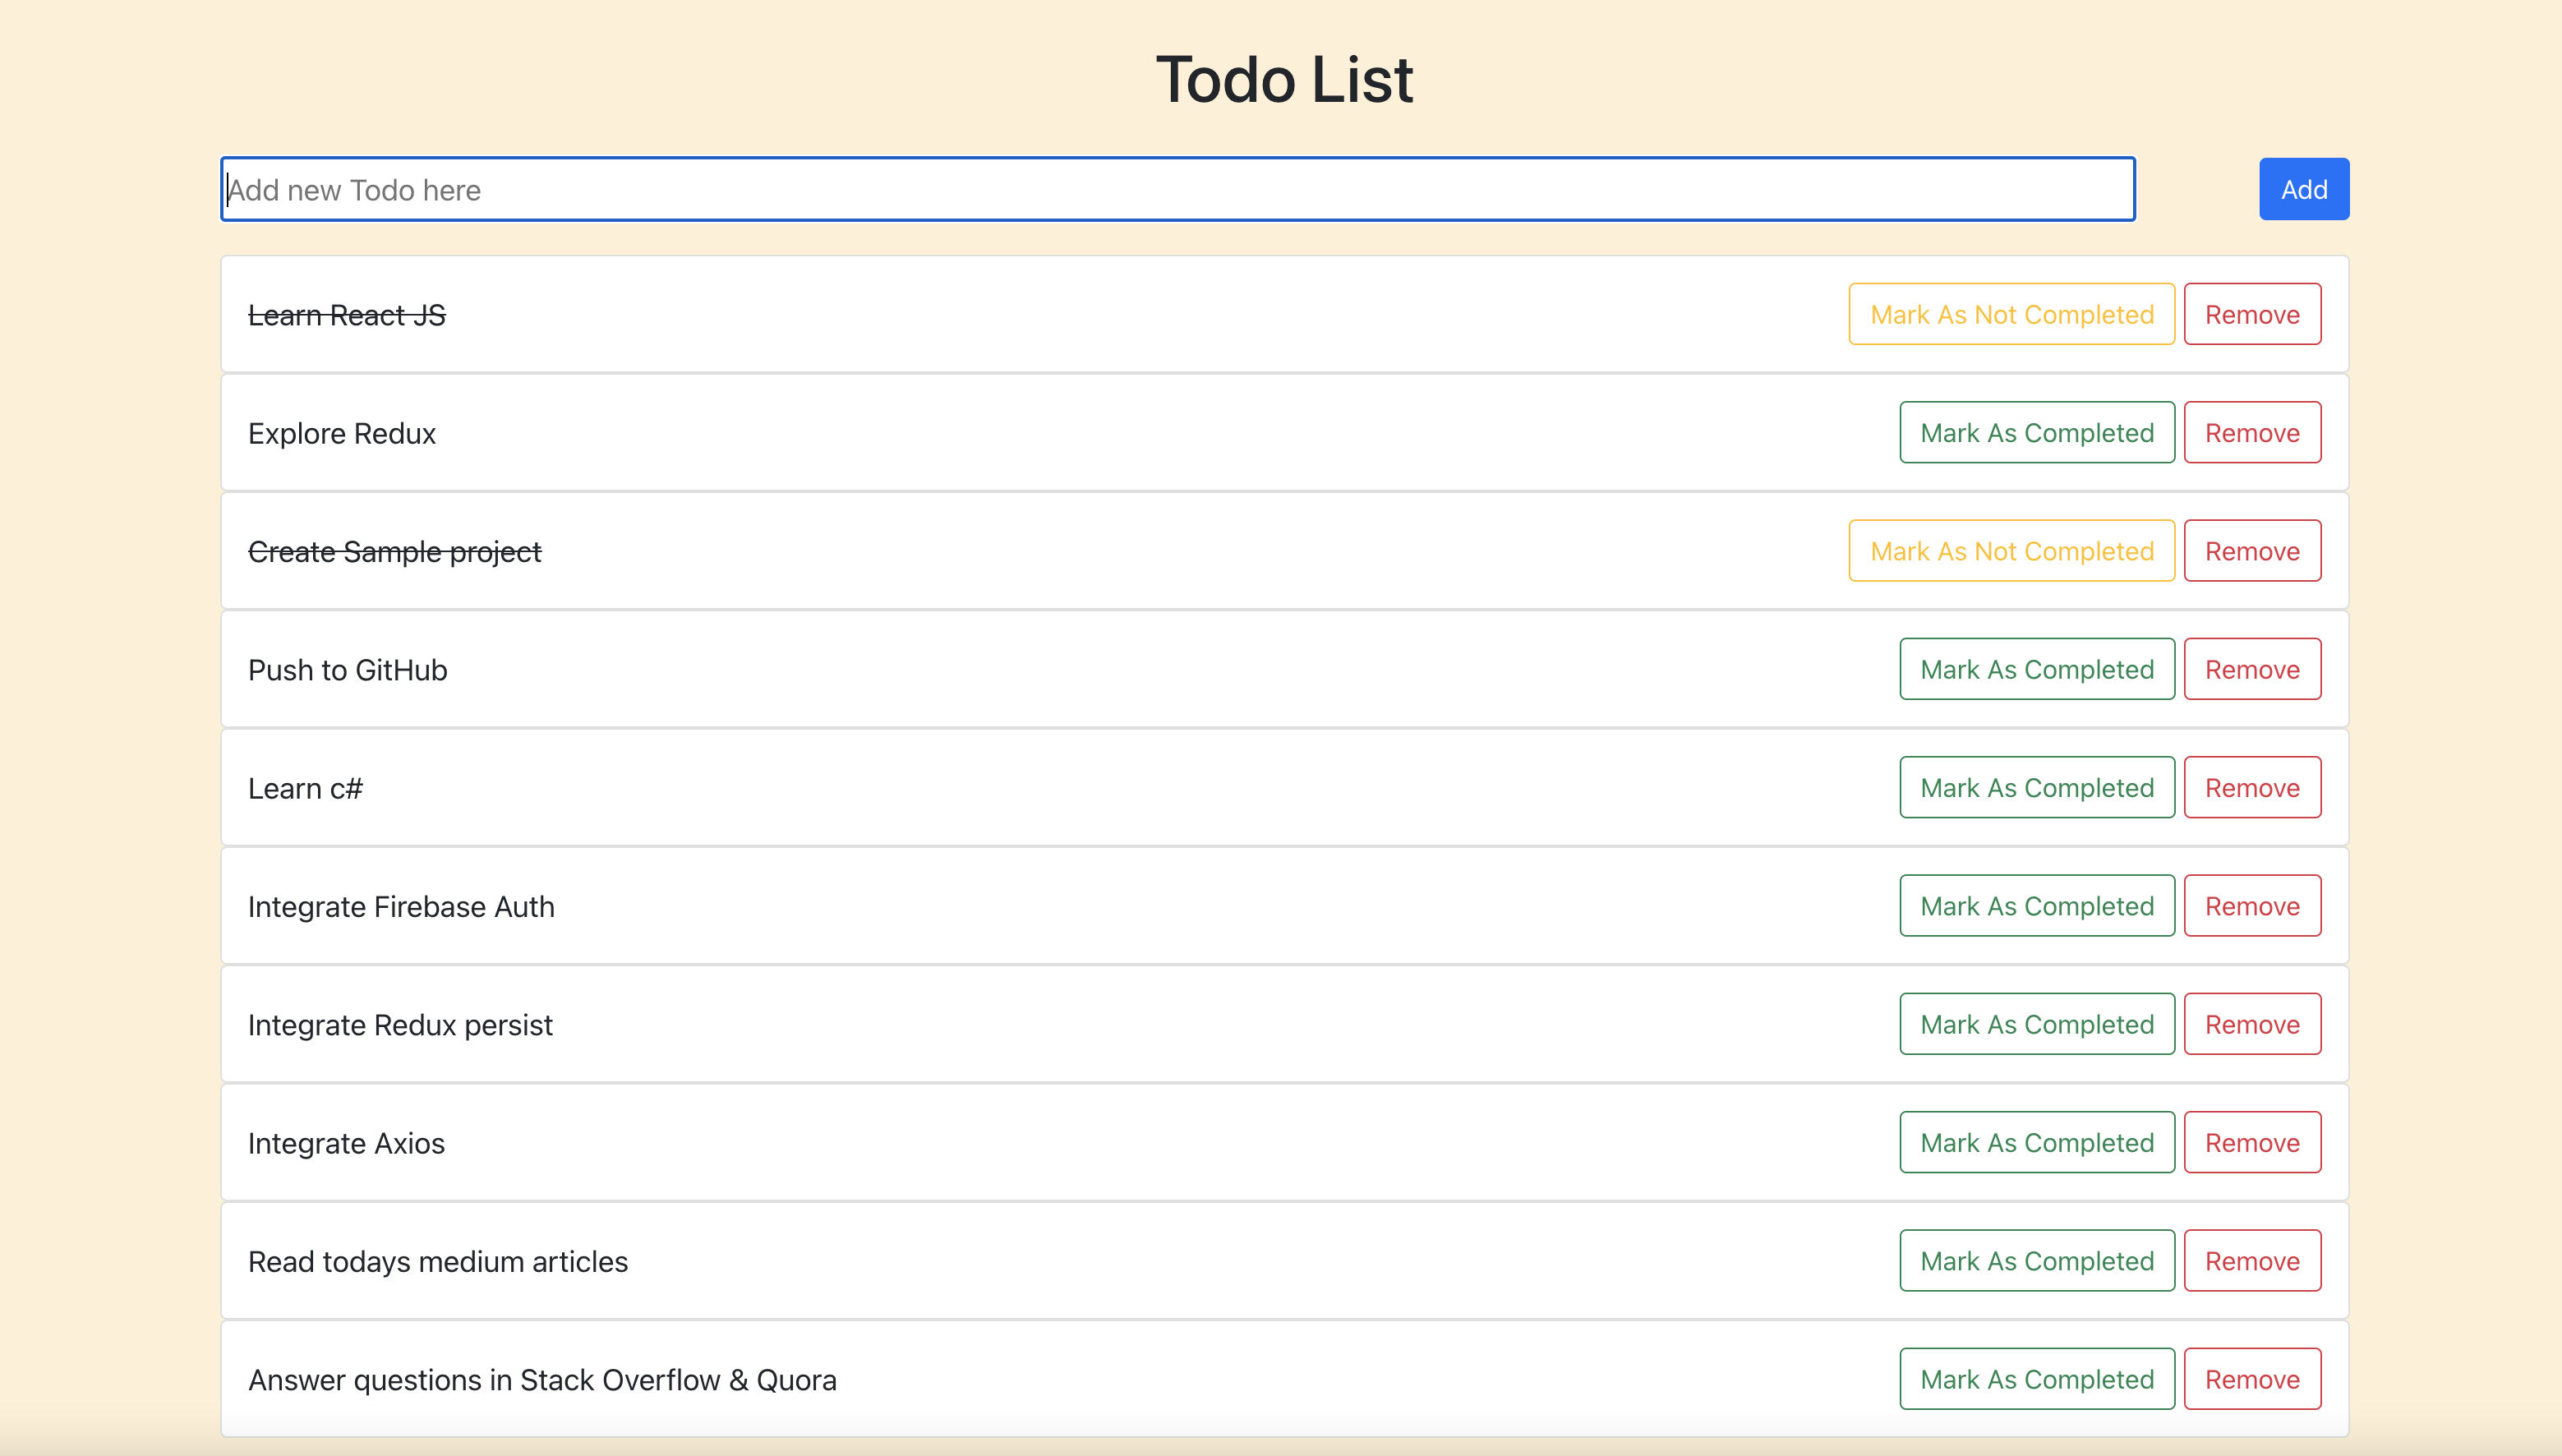 Todo List
Add new Todo here
Add
Learn React JS
Mark As Not Completed
Remove
Explore Redux
Mark As Completed
Remove
Create Sample project
Mark As Not Completed
Remove
Push to GitHub
Mark As Completed
Remove
Learn c#
Mark As Completed
Remove
Integrate Firebase Auth
Mark As Completed
Remove
Integrate Redux persist
Mark As Completed
Remove
Integrate Axios
Mark As Completed
Remove
Read todays medium articles
Mark As Completed
Remove
Answer questions in Stack Overflow & Quora
Mark As Completed
Remove